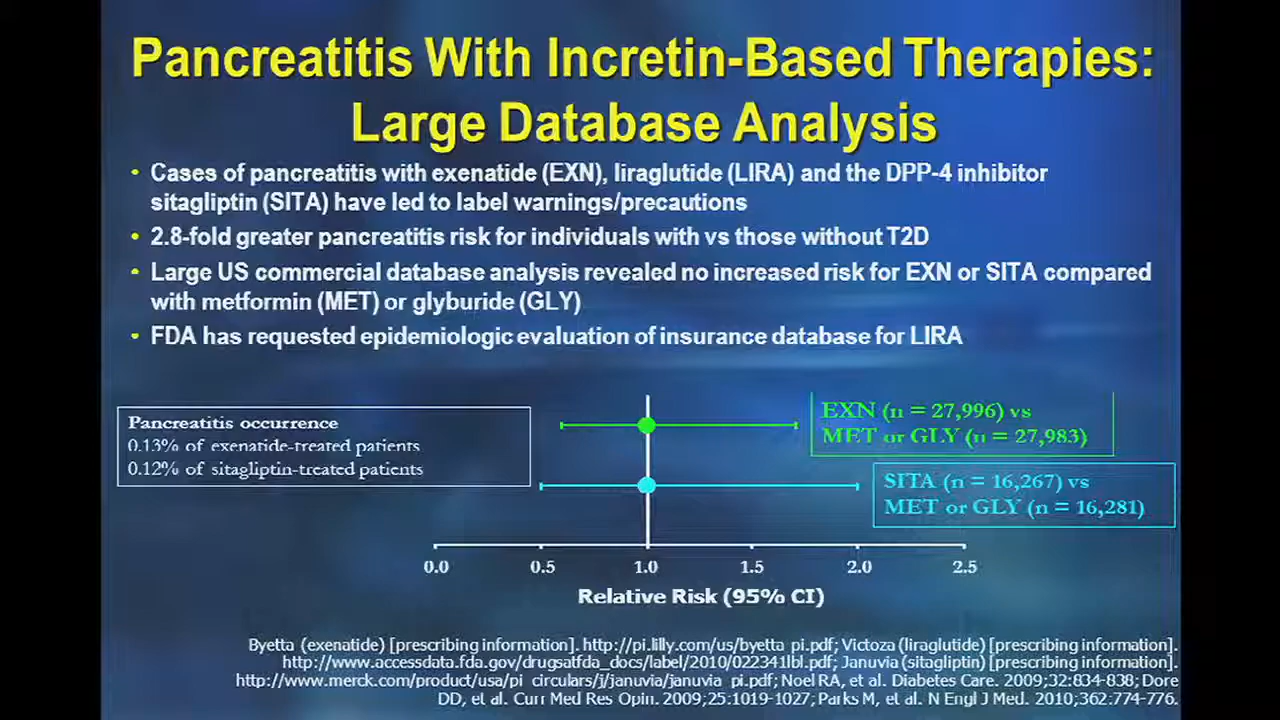 Pancreatitis With Incretin-Based Therapies:
Large Database Analysis
• Cases of pancreatitis with exenatide (EXN), liraglutide (LIRA) and the DPP-4 inhibitor
sitagliptin (SITA) have led to label warnings/precautions
• 2.8-fold greater pancreatitis risk for individuals with vs those without T2D
• Large US commercial database analysis revealed no increased risk for EXN or SITA compared
with metformin (MET) or glyburide (GLY)
• FDA has requested epidemiologic evaluation of insurance database for LIRA
Pancreatitis occurrence
0.13% of exenatide-treated patients
0.12% of sitagliptin-treated patients
EXN (n = 27,996) vs
MET or GLY (n = 27,983)
SITA (n = 16,267) vs
MET or GLY (n = 16,281)
0.0 0.5 1.0 1.5 2.0 2.5
Relative Risk (95% CI)
Byetta (exenatide) [prescribing information]. http://pi.lilly.com/us/byetta_pi.pdf; Victoza (liraglutide) [prescribing information].
http://www.accessdata.fda.gov/drugsatfda_docs/label/2010/022341lbl.pdf; Januvia (sitagliptin) [prescribing information].
http://www.merck.com/product/usa/pi_circulars/j/januvia/januvia_pi.pdf; Noel RA, et al. Diabetes Care. 2009;32:834-838; Dore
DD, et al. Curr Med Res Opin. 2009;25:1019-1027; Parks M, et al. N Engl J Med. 2010;362:774-776.